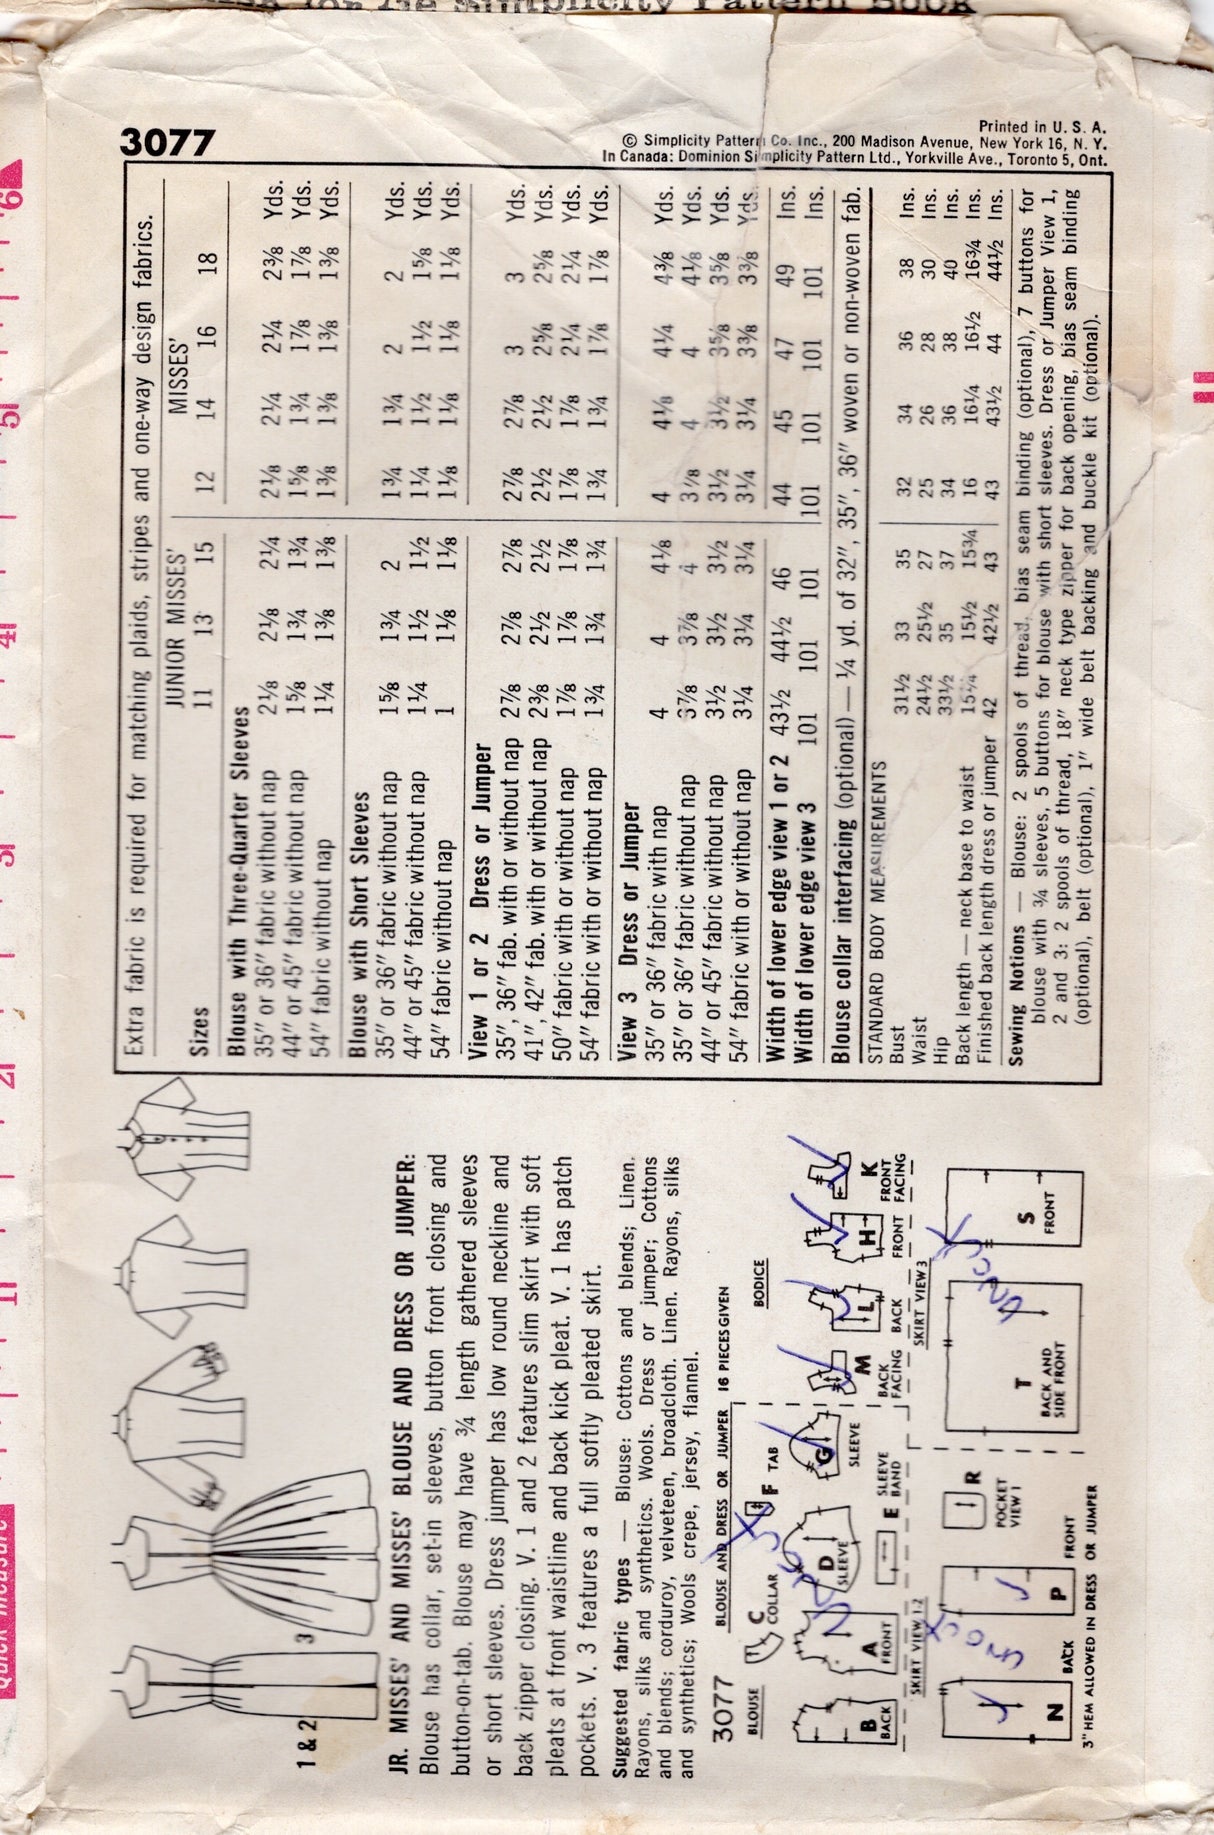 for the Simplicity Pattern Book
3077
Printed in U. S. A.
© Simplicity Pattern Co. Inc., 200 Madison Avenue, New York 16, N. Y.
In Canada: Dominion Simplicity Pattern Ltd., Yorkville Ave., Toronto 5, Ont.
Extra fabric is required for matching plaids, stripes and one-way design fabrics.
JUNIOR MISSES' MISSES'
Sizes 11 13 15 12 14 16 18
Blouse with Three-Quarter Sleeves
35" or 36" fabric without nap 2⅛ 2⅛ 2¼ 2⅛ 2¼ 2¼ 2⅜ Yds.
44" or 45" fabric without nap 1⅝ 1¾ 1¾ 1⅝ 1¾ 1⅞ 1⅞ Yds.
54" fabric without nap 1¼ 1⅜ 1⅜ 1⅜ 1⅜ 1⅜ 1⅜ Yds.
Blouse with Short Sleeves
35" or 36" fabric without nap 1⅝ 1¾ 2 1¾ 1¾ 2 2 Yds.
44" or 45" fabric without nap 1¼ 1½ 1½ 1¼ 1½ 1½ 1⅝ Yds.
54" fabric without nap 1 1⅛ 1⅛ 1⅛ 1⅛ 1⅛ 1⅛ Yds.
View 1 or 2 Dress or Jumper
35", 36" fab. with or without nap 2⅞ 2⅞ 2⅞ 2⅞ 2⅞ 3 3 Yds.
41", 42" fab. with or without nap 2⅜ 2½ 2½ 2½ 2½ 2⅝ 2⅝ Yds.
50" fabric with or without nap 1⅞ 1⅞ 1⅞ 1⅞ 1⅞ 2¼ 2¼ Yds.
54" fabric with or without nap 1¾ 1¾ 1¾ 1¾ 1¾ 1⅞ 1⅞ Yds.
View 3 Dress or Jumper
35" or 36" fabric with nap 4 4 4⅛ 4 4⅛ 4¼ 4⅜ Yds.
35" or 36" fabric without nap 3⅞ 3⅞ 4 3⅞ 4 4 4⅛ Yds.
44" or 45" fabric without nap 3½ 3½ 3½ 3½ 3½ 3⅝ 3⅝ Yds.
54" fabric with or without nap 3¼ 3¼ 3¼ 3¼ 3¼ 3⅜ 3⅜ Yds.
Width of lower edge view 1 or 2 43½ 44½ 46 44 45 47 49 Ins.
Width of lower edge view 3 101 101 101 101 101 101 101 Ins.
Blouse collar interfacing (optional) — ¼ yd. of 32", 35", 36" woven or non-woven fab.
STANDARD BODY MEASUREMENTS
Bust 31½ 33 35 32 34 36 38 Ins.
Waist 24½ 25½ 27 25 26 28 30 Ins.
Hip 33½ 35 37 34 36 38 40 Ins.
Back length — neck base to waist 15¼ 15½ 15¾ 16 16¼ 16½ 16¾ Ins.
Finished back length dress or jumper 42 42½ 43 43 43½ 44 44½ Ins.
Sewing Notions — Blouse: 2 spools of thread, bias seam binding (optional), 7 buttons for
blouse with ¾ sleeves, 5 buttons for blouse with short sleeves. Dress or Jumper View 1,
2 and 3: 2 spools of thread, 18" neck type zipper for back opening, bias seam binding
(optional), belt (optional), 1" wide belt backing and buckle kit (optional).
1 & 2
3
JR. MISSES' AND MISSES' BLOUSE AND DRESS OR JUMPER:
Blouse has collar, set-in sleeves, button front closing and
button-on-tab. Blouse may have ¾ length gathered sleeves
or short sleeves. Dress jumper has low round neckline and
back zipper closing. V. 1 and 2 features slim skirt with soft
pleats at front waistline and back kick pleat. V. 1 has patch
pockets. V. 3 features a full softly pleated skirt.
Suggested fabric types — Blouse: Cottons and blends; Linen.
Rayons, silks and synthetics. Wools. Dress or jumper; Cottons
and blends; corduroy, velveteen, broadcloth. Linen. Rayons, silks
and synthetics; Wools crepe, jersey, flannel.
3077 BLOUSE AND DRESS OR JUMPER 16 PIECES GIVEN
BLOUSE
BODICE
B
BACK
A
FRONT
C
COLLAR
D
SLEEVE
E
SLEEVE BAND
F TAB
G
SLEEVE
M
BACK FACING
L
BACK
H
FRONT
K
FRONT FACING
SKIRT VIEW 1-2
SKIRT VIEW 3
N
BACK
P
FRONT
R
POCKET VIEW 1
T
BACK AND SIDE FRONT
S
FRONT
3" HEM ALLOWED IN DRESS OR JUMPER
Quick Measure
1 2 3 4 5 6